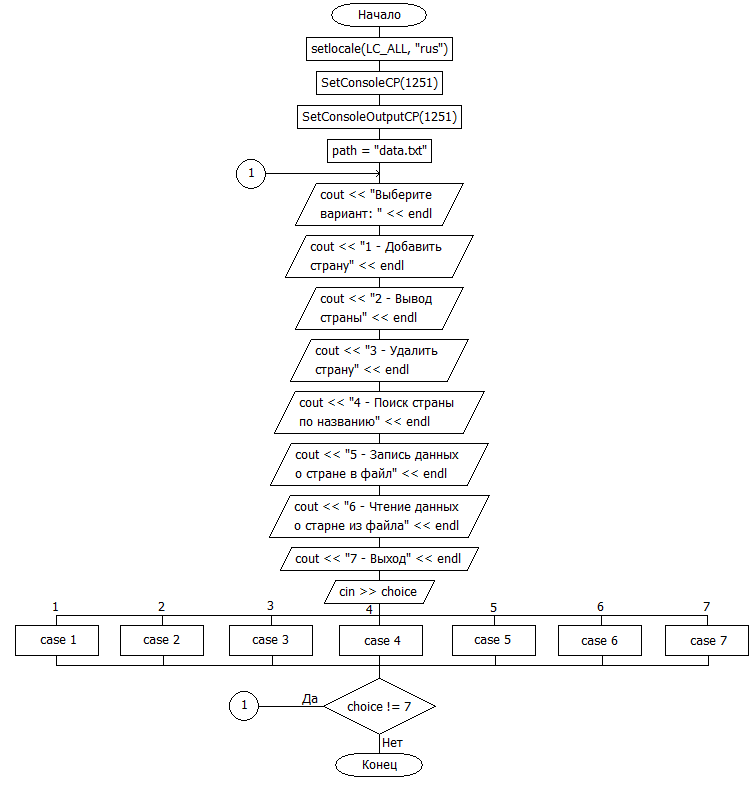 Начало
setlocale(LC_ALL, "rus")
SetConsoleCP(1251)
SetConsoleOutputCP(1251)
path = "data.txt"
1
cout << "Выберите
вариант: " << endl
cout << "1 - Добавить
страну" << endl
cout << "2 - Вывод
страны" << endl
cout << "3 - Удалить
страну" << endl
cout << "4 - Поиск страны
по названию" << endl
cout << "5 - Запись данных
о стране в файл" << endl
cout << "6 - Чтение данных
о старне из файла" << endl
cout << "7 - Выход" << endl
cin >> choice
1 2 3 4 5 6 7
case 1 case 2 case 3 case 4 case 5 case 6 case 7
1 Да choice != 7
Нет
Конец